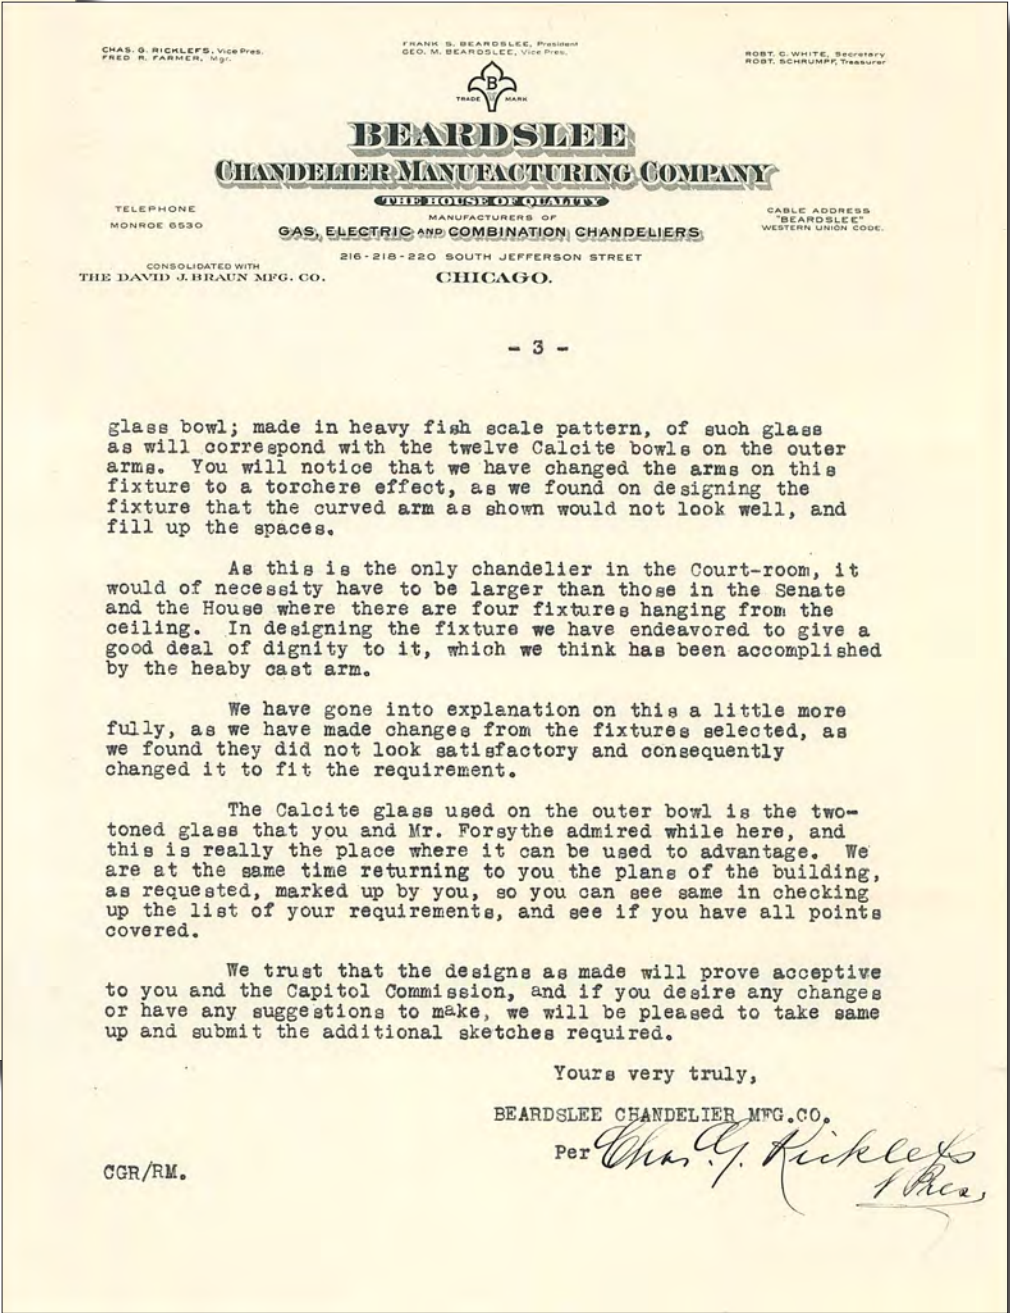 CHAS. G. RICKLEFS, Vice Pres.
FRED R. FARMER, Mgr.
FRANK S. BEARDSLEE, President
GEO. M. BEARDSLEE, Vice Pres.
ROBT. C. WHITE, Secretary
ROBT. SCHRUMPF, Treasurer
B
TRADE MARK
BEARDSLEE
CHANDELIER MANUFACTURING COMPANY
THE HOUSE OF QUALITY
MANUFACTURERS OF
GAS, ELECTRIC AND COMBINATION CHANDELIERS
TELEPHONE
MONROE 6530
CABLE ADDRESS
"BEARDSLEE"
WESTERN UNION CODE.
216-218-220 SOUTH JEFFERSON STREET
CHICAGO.
CONSOLIDATED WITH
THE DAVID J. BRAUN MFG. CO.
- 3 -
glass bowl; made in heavy fish scale pattern, of such glass
as will correspond with the twelve Calcite bowls on the outer
arms. You will notice that we have changed the arms on this
fixture to a torchere effect, as we found on designing the
fixture that the curved arm as shown would not look well, and
fill up the spaces.
As this is the only chandelier in the Court-room, it
would of necessity have to be larger than those in the Senate
and the House where there are four fixtures hanging from the
ceiling. In designing the fixture we have endeavored to give a
good deal of dignity to it, which we think has been accomplished
by the heaby cast arm.
We have gone into explanation on this a little more
fully, as we have made changes from the fixtures selected, as
we found they did not look satisfactory and consequently
changed it to fit the requirement.
The Calcite glass used on the outer bowl is the two-
toned glass that you and Mr. Forsythe admired while here, and
this is really the place where it can be used to advantage. We
are at the same time returning to you the plans of the building,
as requested, marked up by you, so you can see same in checking
up the list of your requirements, and see if you have all points
covered.
We trust that the designs as made will prove acceptive
to you and the Capitol Commission, and if you desire any changes
or have any suggestions to make, we will be pleased to take same
up and submit the additional sketches required.
Yours very truly,
BEARDSLEE CHANDELIER MFG.CO.
Per Chas. G. Ricklefs
V Pres.
CGR/RM.